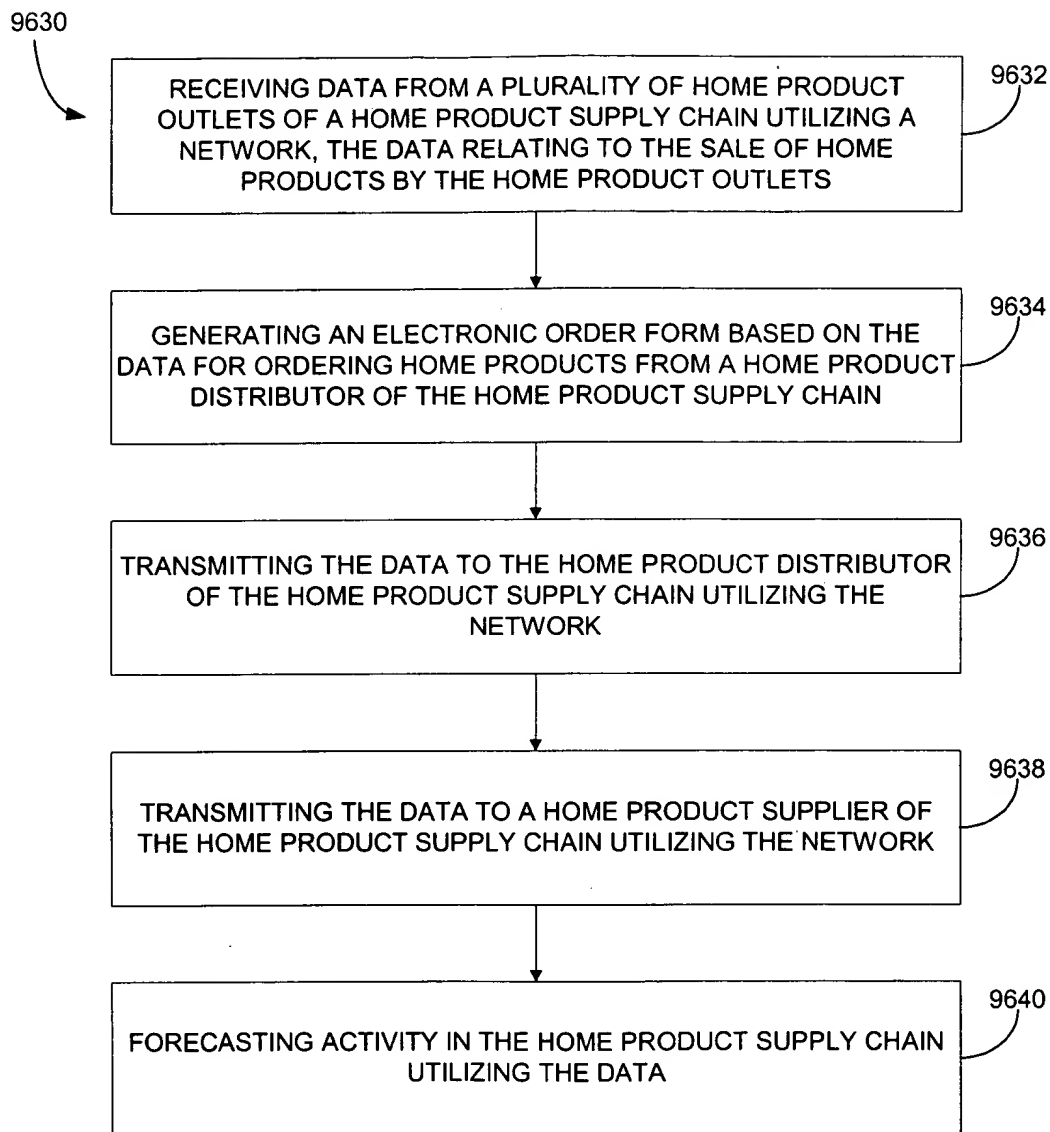 9630
9632
RECEIVING DATA FROM A PLURALITY OF HOME PRODUCT
OUTLETS OF A HOME PRODUCT SUPPLY CHAIN UTILIZING A
NETWORK, THE DATA RELATING TO THE SALE OF HOME
PRODUCTS BY THE HOME PRODUCT OUTLETS
9634
GENERATING AN ELECTRONIC ORDER FORM BASED ON THE
DATA FOR ORDERING HOME PRODUCTS FROM A HOME PRODUCT
DISTRIBUTOR OF THE HOME PRODUCT SUPPLY CHAIN
9636
TRANSMITTING THE DATA TO THE HOME PRODUCT DISTRIBUTOR
OF THE HOME PRODUCT SUPPLY CHAIN UTILIZING THE
NETWORK
9638
TRANSMITTING THE DATA TO A HOME PRODUCT SUPPLIER OF
THE HOME PRODUCT SUPPLY CHAIN UTILIZING THE NETWORK
9640
FORECASTING ACTIVITY IN THE HOME PRODUCT SUPPLY CHAIN
UTILIZING THE DATA